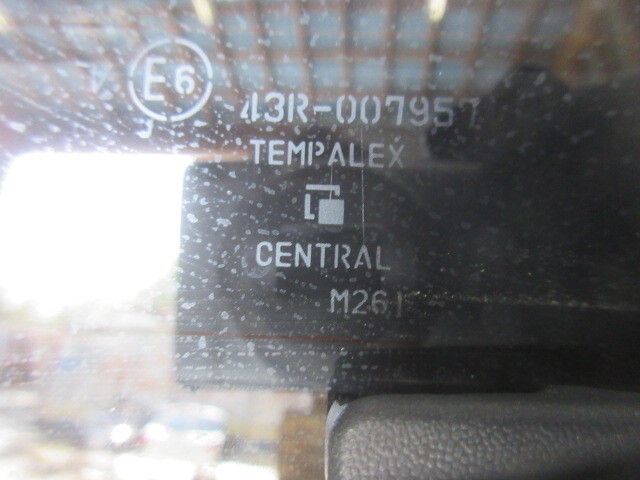 E6
43R-007957
TEMPALEX
CENTRAL
M261